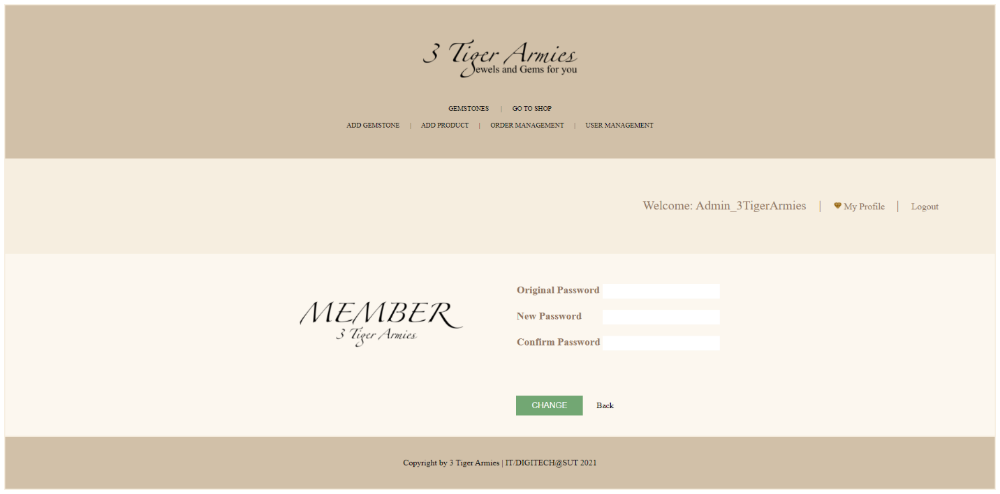 3 Tiger Armies
Jewels and Gems for you
GEMSTONES | GO TO SHOP
ADD GEMSTONE | ADD PRODUCT | ORDER MANAGEMENT | USER MANAGEMENT
Welcome: Admin_3TigerArmies | My Profile | Logout
MEMBER
3 Tiger Armies
Original Password
New Password
Confirm Password
CHANGE Back
Copyright by 3 Tiger Armies | IT/DIGITECH@SUT 2021